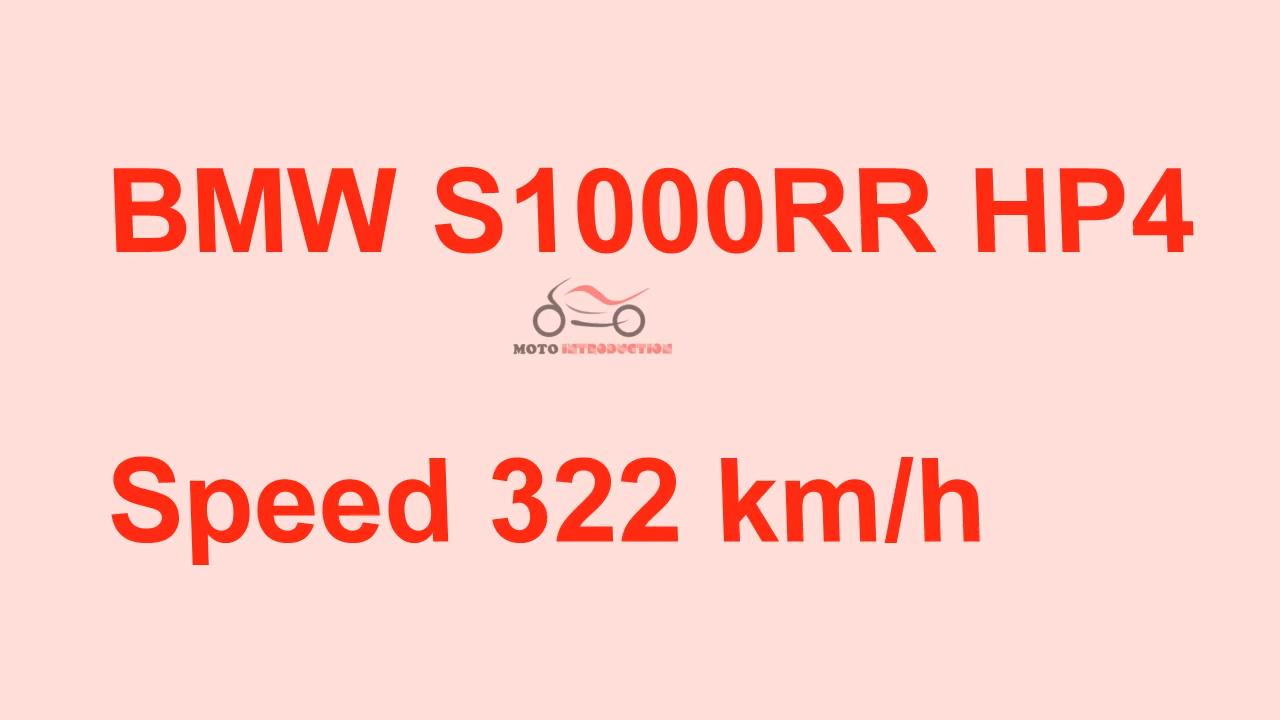 BMW S1000RR HP4
MOTO INTRODUCTION
Speed 322 km/h